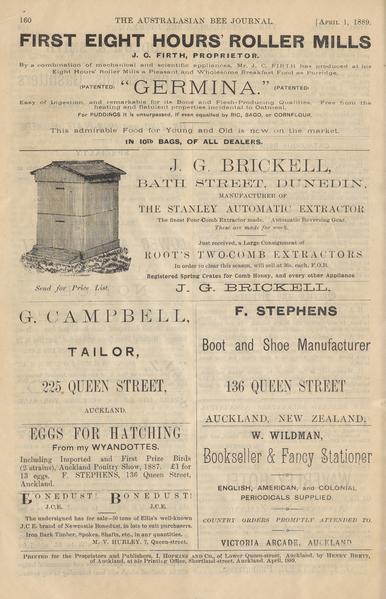 160 THE AUSTRALASIAN BEE JOURNAL [APRIL 1, 1889.
FIRST EIGHT HOURS' ROLLER MILLS
J. C. FIRTH, PROPRIETOR.
By a combination of mechanical and scientific appliances, Mr. J. C. FIRTH has produced at his
Eight Hours' Roller Mills a Pleasant and Wholesome Breakfast Food as Porridge,
(PATENTED) "GERMINA." (PATENTED)
Easy of Digestion, and remarkable for its Bone and Flesh-Producing Qualities. Free from the
heating and flatulent properties incidental to Oatmeal.
For PUDDINGS it is unsurpassed, if even equalled by RIC, SAGO, or CORNFLOUR.
This admirable Food for Young and Old is now on the market.
IN 10lb BAGS, OF ALL DEALERS.
J. G. BRICKELL,
BATH STREET, DUNEDIN,
MANUFACTURER OF
THE STANLEY AUTOMATIC EXTRACTOR
The finest Four-Comb Extractor made. Automatic Reversing Gear.
These are made for work.
Just received, a Large Consignment of
ROOT'S TWO-COMB EXTRACTORS
In order to clear this season, will sell at 36s. each, F.O.B.
Registered Spring Crates for Comb Honey, and every other Appliance
Send for Price List. J. G. BRICKELL.
G. CAMPBELL,
TAILOR,
225, QUEEN STREET,
AUCKLAND.
F. STEPHENS
Boot and Shoe Manufacturer
136 QUEEN STREET
AUCKLAND, NEW ZEALAND,
EGGS FOR HATCHING
From my WYANDOTTES.
Including Imported and First Prize Birds
(2 strains), Auckland Poultry Show, 1887. £1 for
13 eggs. F. STEPHENS, 136 Queen Street,
Auckland.
BONEDUST! BONEDUST!
J.C.E. J.C.E.
The undersigned has for sale—50 tons of Ellis's well-known
J.C.E. brand of Newcastle Bonedust, in lots to suit purchasers.
Iron Bark Timber, Spokes, Shafts, etc., in any quantities.
M. V. HURLEY, 7, Queen-street.
W. WILDMAN,
Bookseller & Fancy Stationer
ENGLISH, AMERICAN, and COLONIAL
PERIODICALS SUPPLIED.
COUNTRY ORDERS PROMPTLY ATTENDED TO.
VICTORIA ARCADE, AUCKLAND
PRINTED for the Proprietors and Publishers, I. HOPKINS AND CO., of Lower Queen-street, Auckland, by HENRY BRETT,
of Auckland, at his Printing Office, Shortland-street, Auckland. April, 1889.